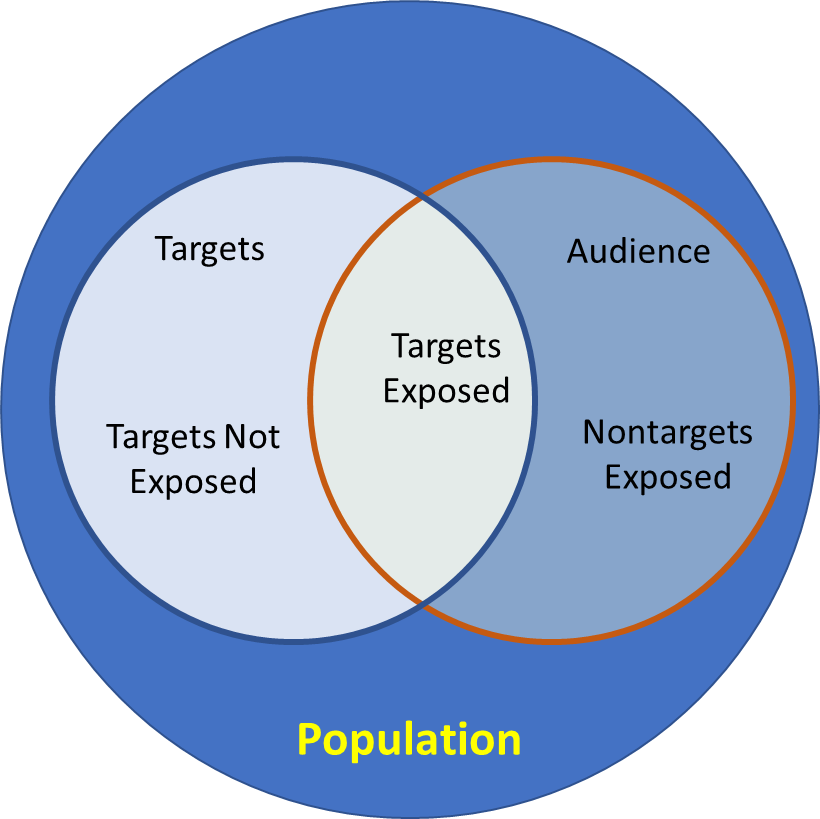 Targets
Audience
Targets
Exposed
Targets Not
Exposed
Nontargets
Exposed
Population